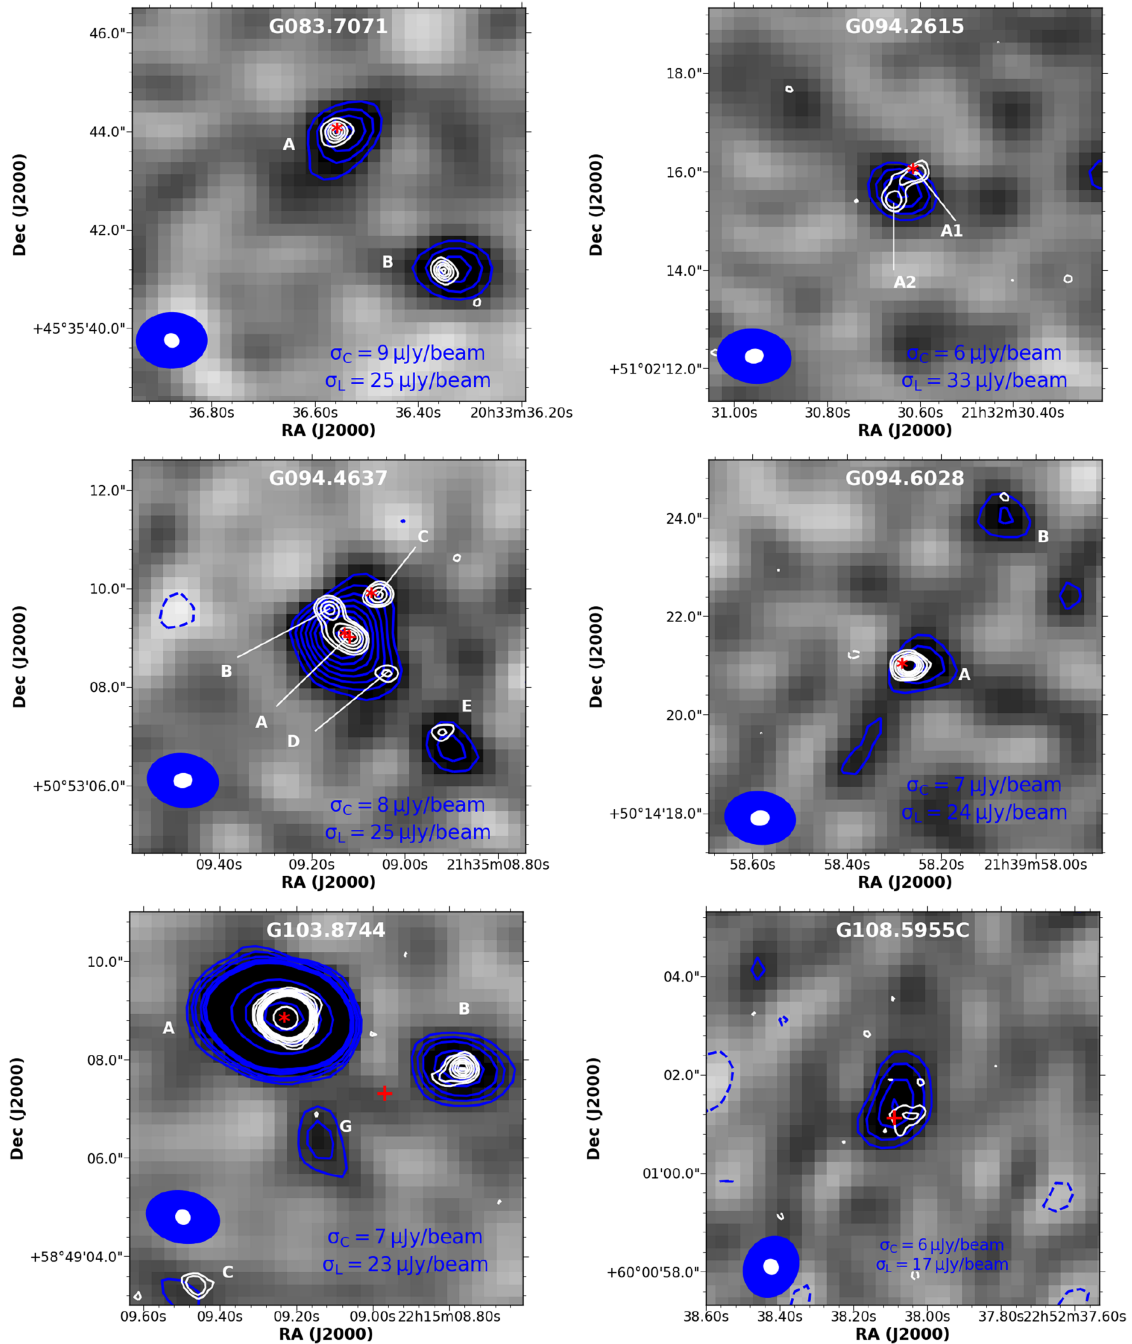 G083.7071
46.0"
44.0"
42.0"
+45°35'40.0"
Dec (J2000)
A
B
σC = 9 μJy/beam
σL = 25 μJy/beam
36.80s 36.60s 36.40s 20h33m36.20s
RA (J2000)
G094.2615
18.0"
16.0"
14.0"
+51°02'12.0"
Dec (J2000)
A1
A2
σC = 6 μJy/beam
σL = 33 μJy/beam
31.00s 30.80s 30.60s 21h32m30.40s
RA (J2000)
G094.4637
12.0"
10.0"
08.0"
+50°53'06.0"
Dec (J2000)
C
B
A
D
E
σC = 8 μJy/beam
σL = 25 μJy/beam
09.40s 09.20s 09.00s 21h35m08.80s
RA (J2000)
G094.6028
24.0"
22.0"
20.0"
+50°14'18.0"
Dec (J2000)
B
A
σC = 7 μJy/beam
σL = 24 μJy/beam
58.60s 58.40s 58.20s 21h39m58.00s
RA (J2000)
G103.8744
10.0"
08.0"
06.0"
+58°49'04.0"
Dec (J2000)
A
B
G
C
σC = 7 μJy/beam
σL = 23 μJy/beam
09.60s 09.40s 09.20s 09.00s 22h15m08.80s
RA (J2000)
G108.5955C
04.0"
02.0"
01'00.0"
+60°00'58.0"
Dec (J2000)
σC = 6 μJy/beam
σL = 17 μJy/beam
38.60s 38.40s 38.20s 38.00s 37.80s 22h52m37.60s
RA (J2000)